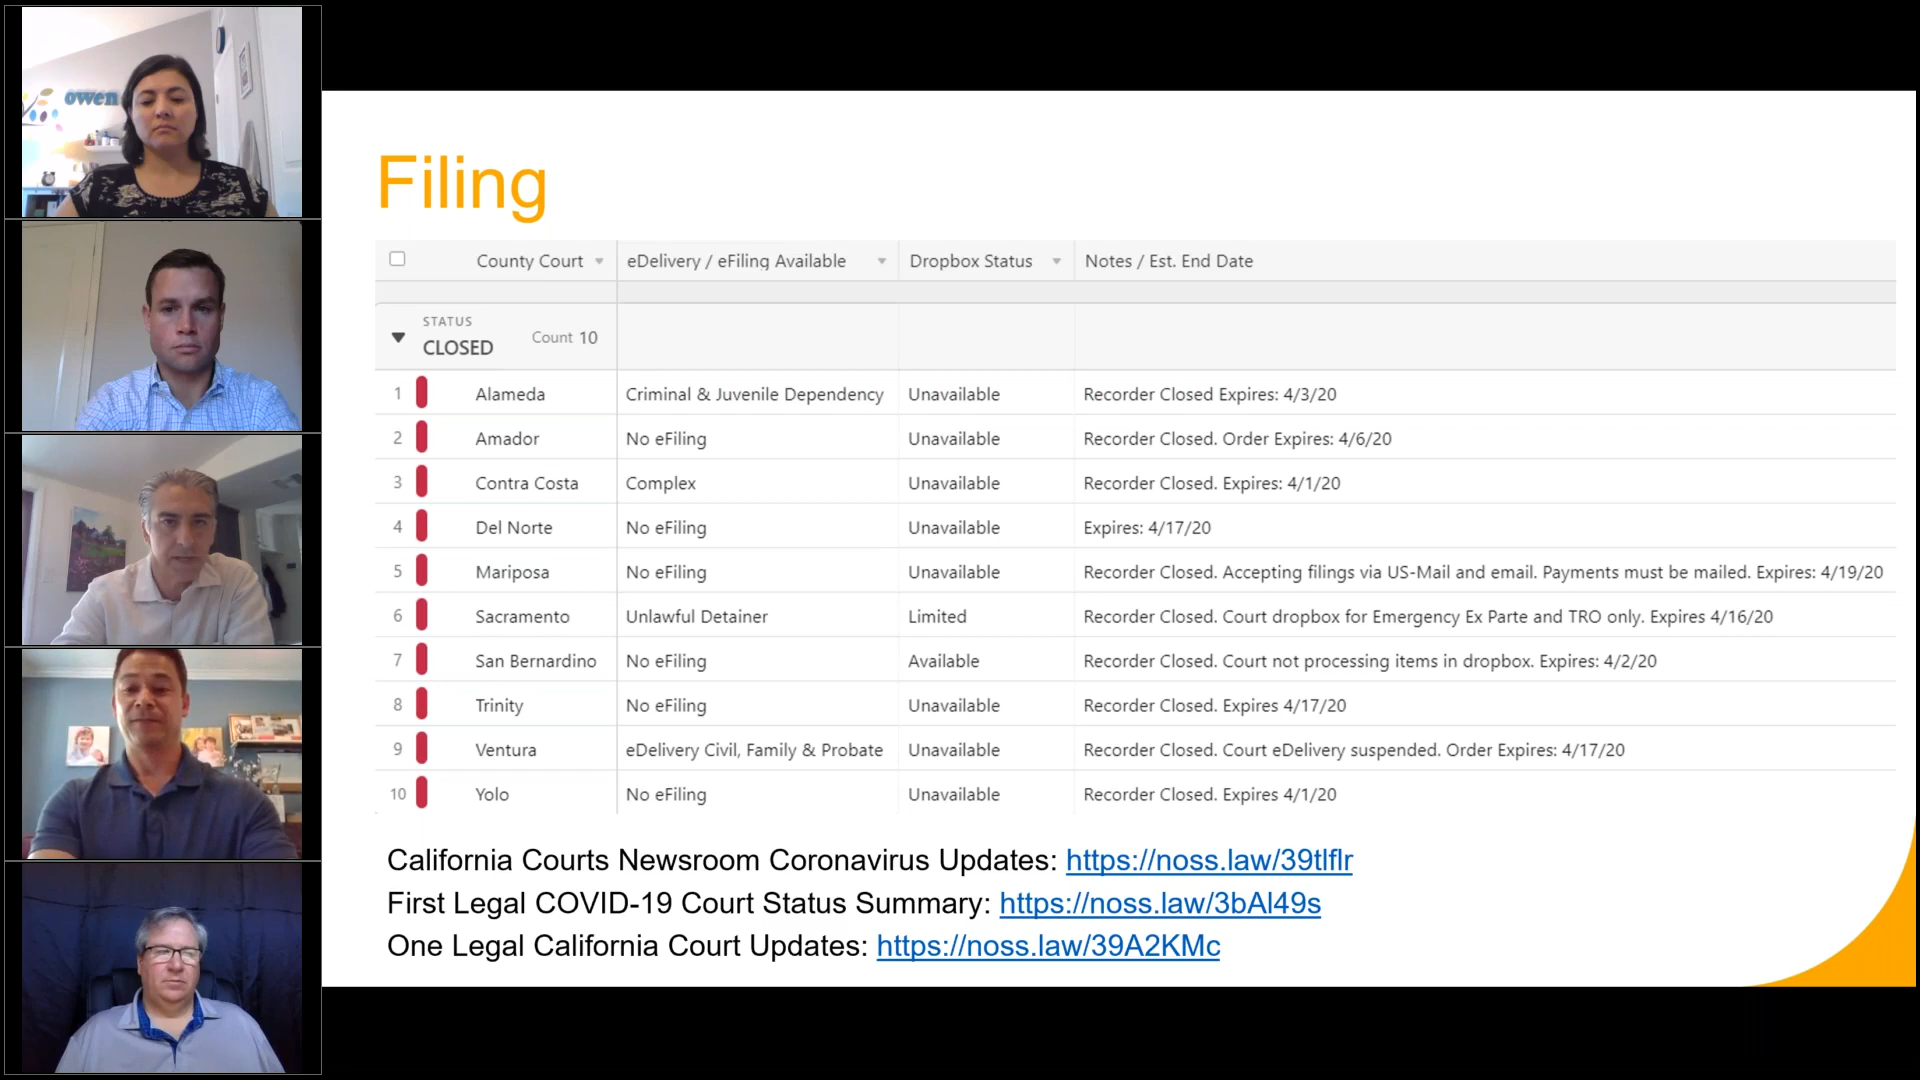 owen
Filing
County Court eDelivery / eFiling Available Dropbox Status Notes / Est. End Date
STATUS
CLOSED Count 10
1 Alameda Criminal & Juvenile Dependency Unavailable Recorder Closed Expires: 4/3/20
2 Amador No eFiling Unavailable Recorder Closed. Order Expires: 4/6/20
3 Contra Costa Complex Unavailable Recorder Closed. Expires: 4/1/20
4 Del Norte No eFiling Unavailable Expires: 4/17/20
5 Mariposa No eFiling Unavailable Recorder Closed. Accepting filings via US-Mail and email. Payments must be mailed. Expires: 4/19/20
6 Sacramento Unlawful Detainer Limited Recorder Closed. Court dropbox for Emergency Ex Parte and TRO only. Expires 4/16/20
7 San Bernardino No eFiling Available Recorder Closed. Court not processing items in dropbox. Expires: 4/2/20
8 Trinity No eFiling Unavailable Recorder Closed. Expires 4/17/20
9 Ventura eDelivery Civil, Family & Probate Unavailable Recorder Closed. Court eDelivery suspended. Order Expires: 4/17/20
10 Yolo No eFiling Unavailable Recorder Closed. Expires 4/1/20
California Courts Newsroom Coronavirus Updates: https://noss.law/39tlflr
First Legal COVID-19 Court Status Summary: https://noss.law/3bAl49s
One Legal California Court Updates: https://noss.law/39A2KMc